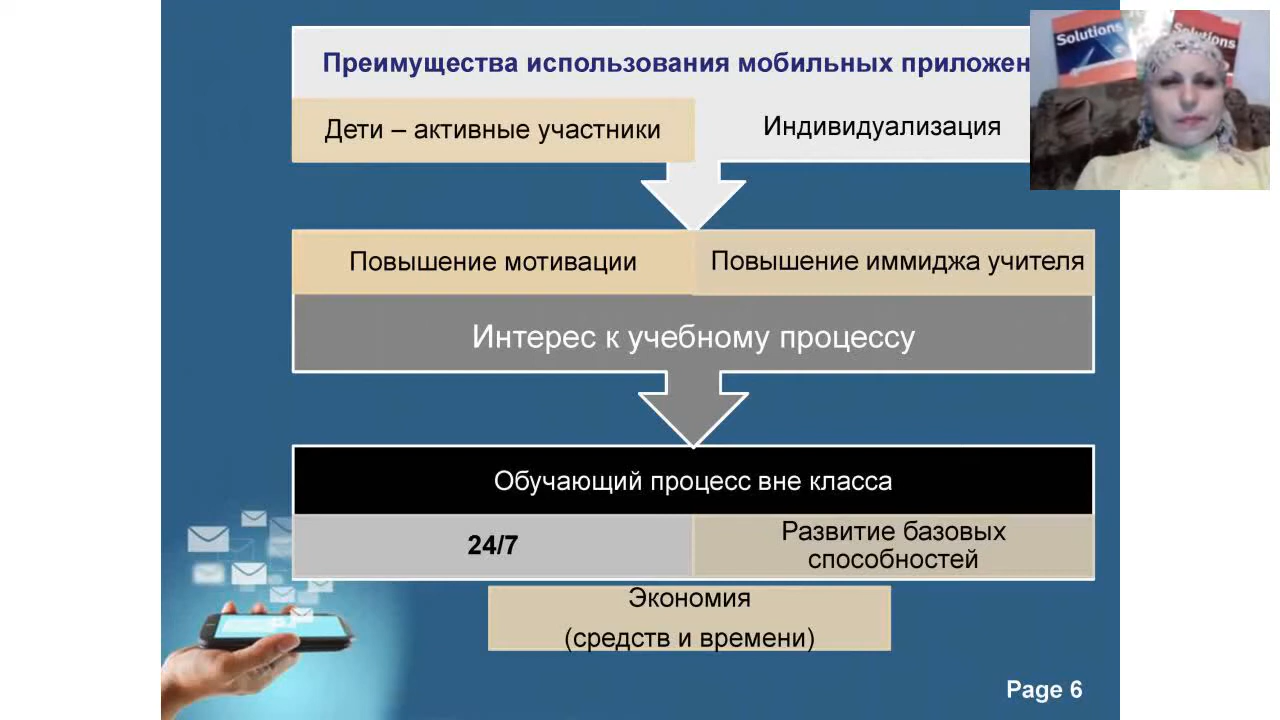 Преимущества использования мобильных приложен
Дети – активные участники
Индивидуализация
Solutions
Solutions
Повышение мотивации
Повышение иммиджа учителя
Интерес к учебному процессу
Обучающий процесс вне класса
24/7
Развитие базовых
способностей
Экономия
(средств и времени)
Page 6